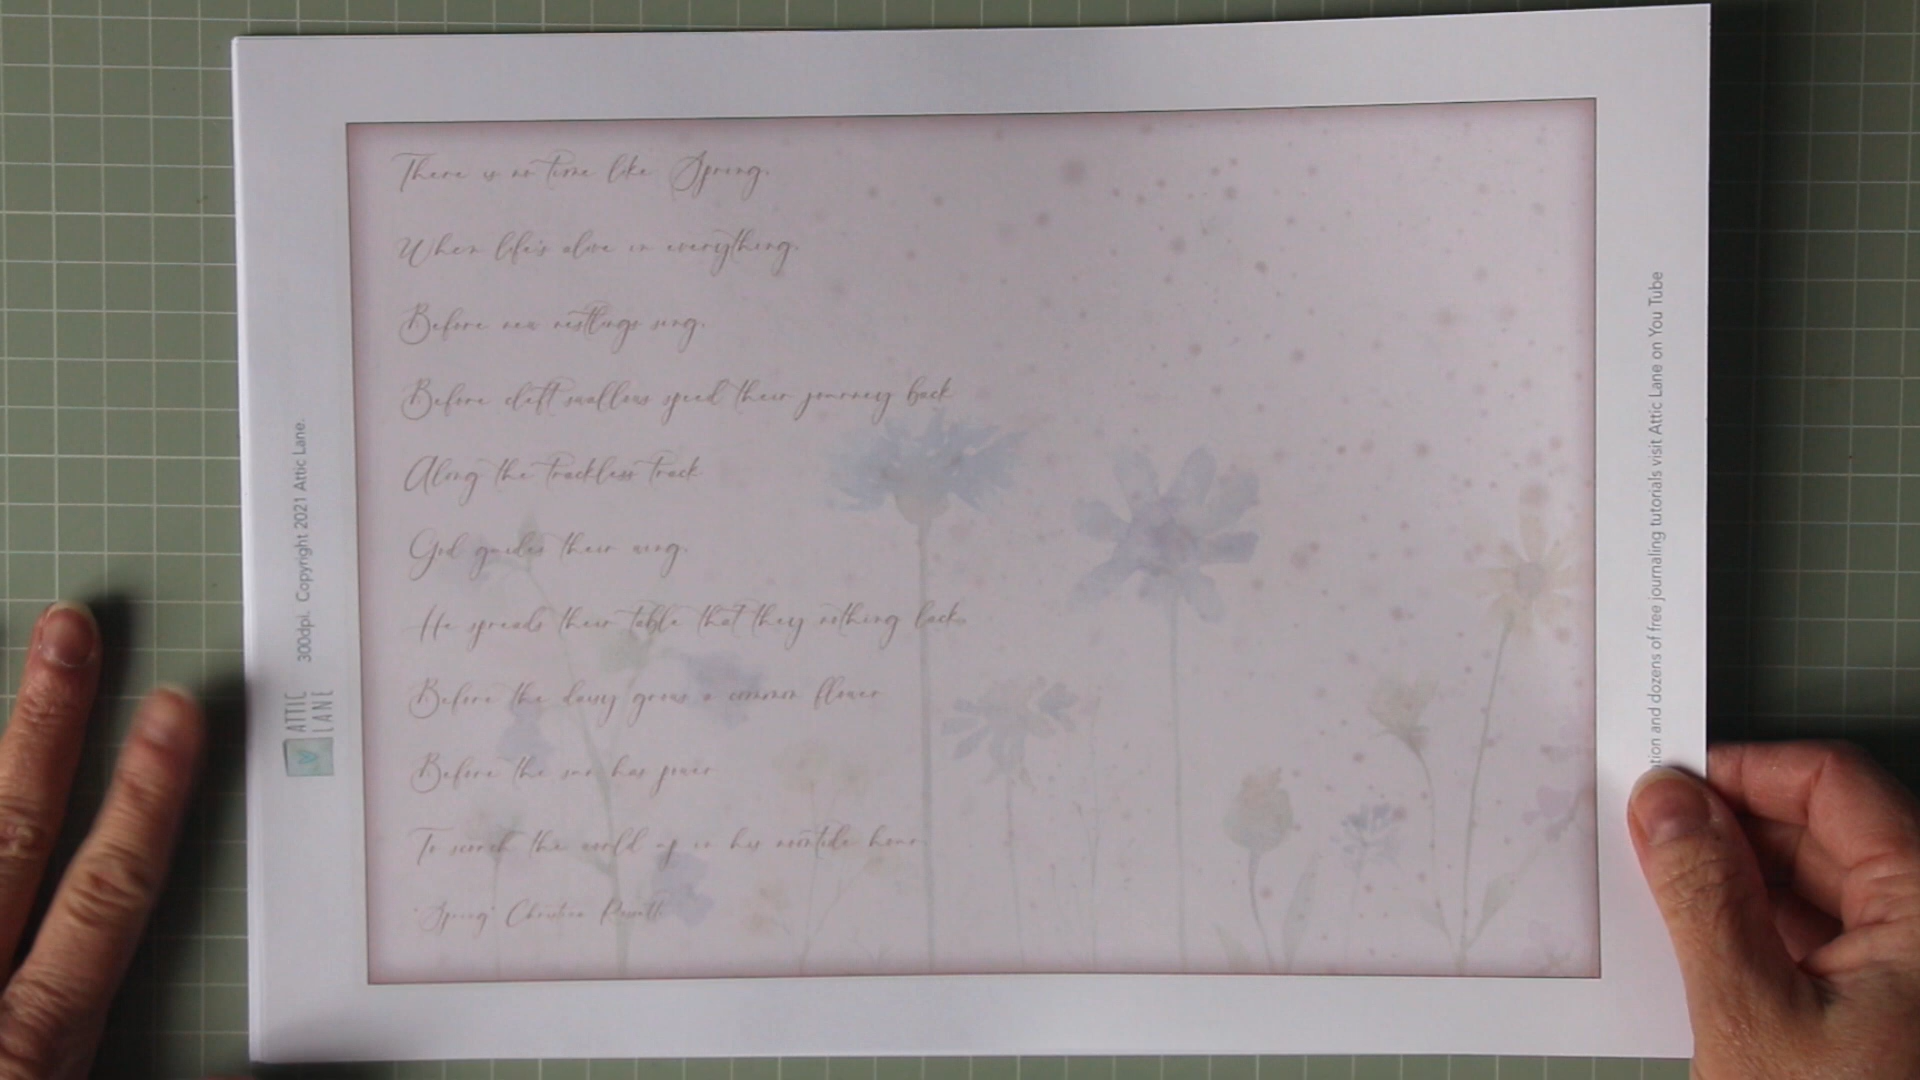 There is no time like Spring,
When life's alive in everything,
Before new nestlings sing,
Before cleft swallows speed their journey back
Along the trackless track
God guides their wing,
He spreads their table that they nothing lack,
Before the daisy grows a common flower
Before the sun has power
To scorch the world up in his noontide hour.
"Spring" Christina Rossetti
ATTIC
LANE
300dpi. Copyright 2021 Attic Lane.
and dozens of free journaling tutorials visit Attic Lane on You Tube